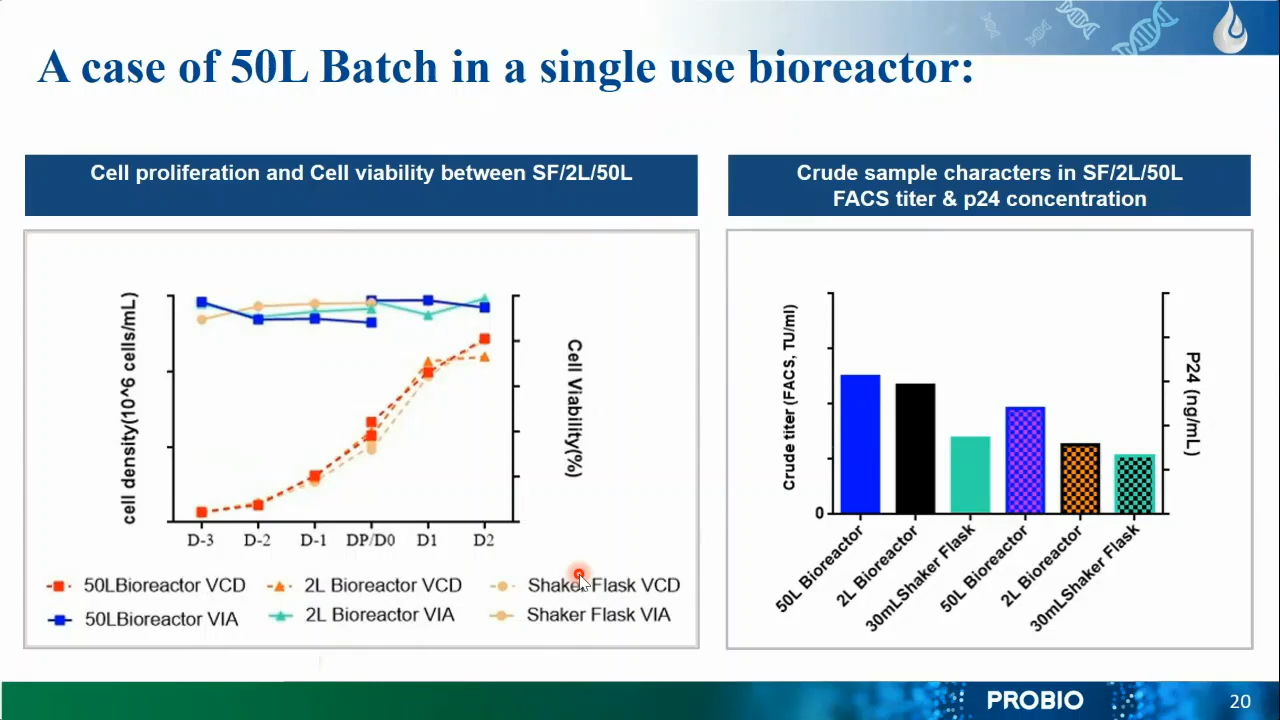 A case of 50L Batch in a single use bioreactor:
Cell proliferation and Cell viability between SF/2L/50L
cell density(10^6 cells/mL)
Cell Viability(%)
D-3 D-2 D-1 DP/D0 D1 D2
50LBioreactor VCD 2L Bioreactor VCD Shaker Flask VCD
50LBioreactor VIA 2L Bioreactor VIA Shaker Flask VIA
Crude sample characters in SF/2L/50L
FACS titer & p24 concentration
Crude titer (FACS, TU/ml)
P24 (ng/mL)
0
50L Bioreactor
2L Bioreactor
30mLShaker Flask
50L Bioreactor
2L Bioreactor
30mLShaker Flask
PROBIO
20